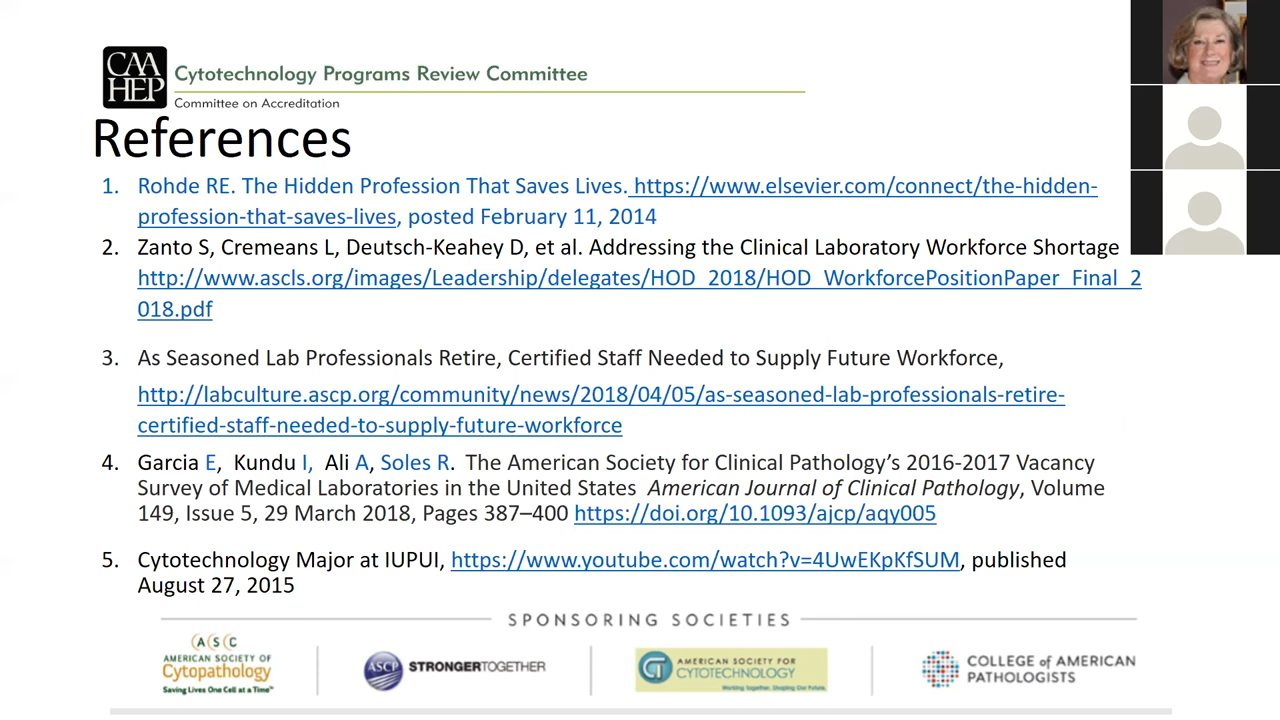 CAA
HEP
Cytotechnology Programs Review Committee
Committee on Accreditation
References
1. Rohde RE. The Hidden Profession That Saves Lives. https://www.elsevier.com/connect/the-hidden-
profession-that-saves-lives, posted February 11, 2014
2. Zanto S, Cremeans L, Deutsch-Keahey D, et al. Addressing the Clinical Laboratory Workforce Shortage
http://www.ascls.org/images/Leadership/delegates/HOD_2018/HOD_WorkforcePositionPaper_Final_2
018.pdf
3. As Seasoned Lab Professionals Retire, Certified Staff Needed to Supply Future Workforce,
http://labculture.ascp.org/community/news/2018/04/05/as-seasoned-lab-professionals-retire-
certified-staff-needed-to-supply-future-workforce
4. Garcia E, Kundu I, Ali A, Soles R. The American Society for Clinical Pathology’s 2016-2017 Vacancy
Survey of Medical Laboratories in the United States American Journal of Clinical Pathology, Volume
149, Issue 5, 29 March 2018, Pages 387–400 https://doi.org/10.1093/ajcp/aqy005
5. Cytotechnology Major at IUPUI, https://www.youtube.com/watch?v=4UwEKpKfSUM, published
August 27, 2015
SPONSORING SOCIETIES
ASC
AMERICAN SOCIETY OF
Cytopathology
Saving Lives One Cell at a Time
ASCP STRONGERTOGETHER
AMERICAN SOCIETY FOR
CYTOTECHNOLOGY
Working together, Shaping Our Future.
COLLEGE of AMERICAN
PATHOLOGISTS